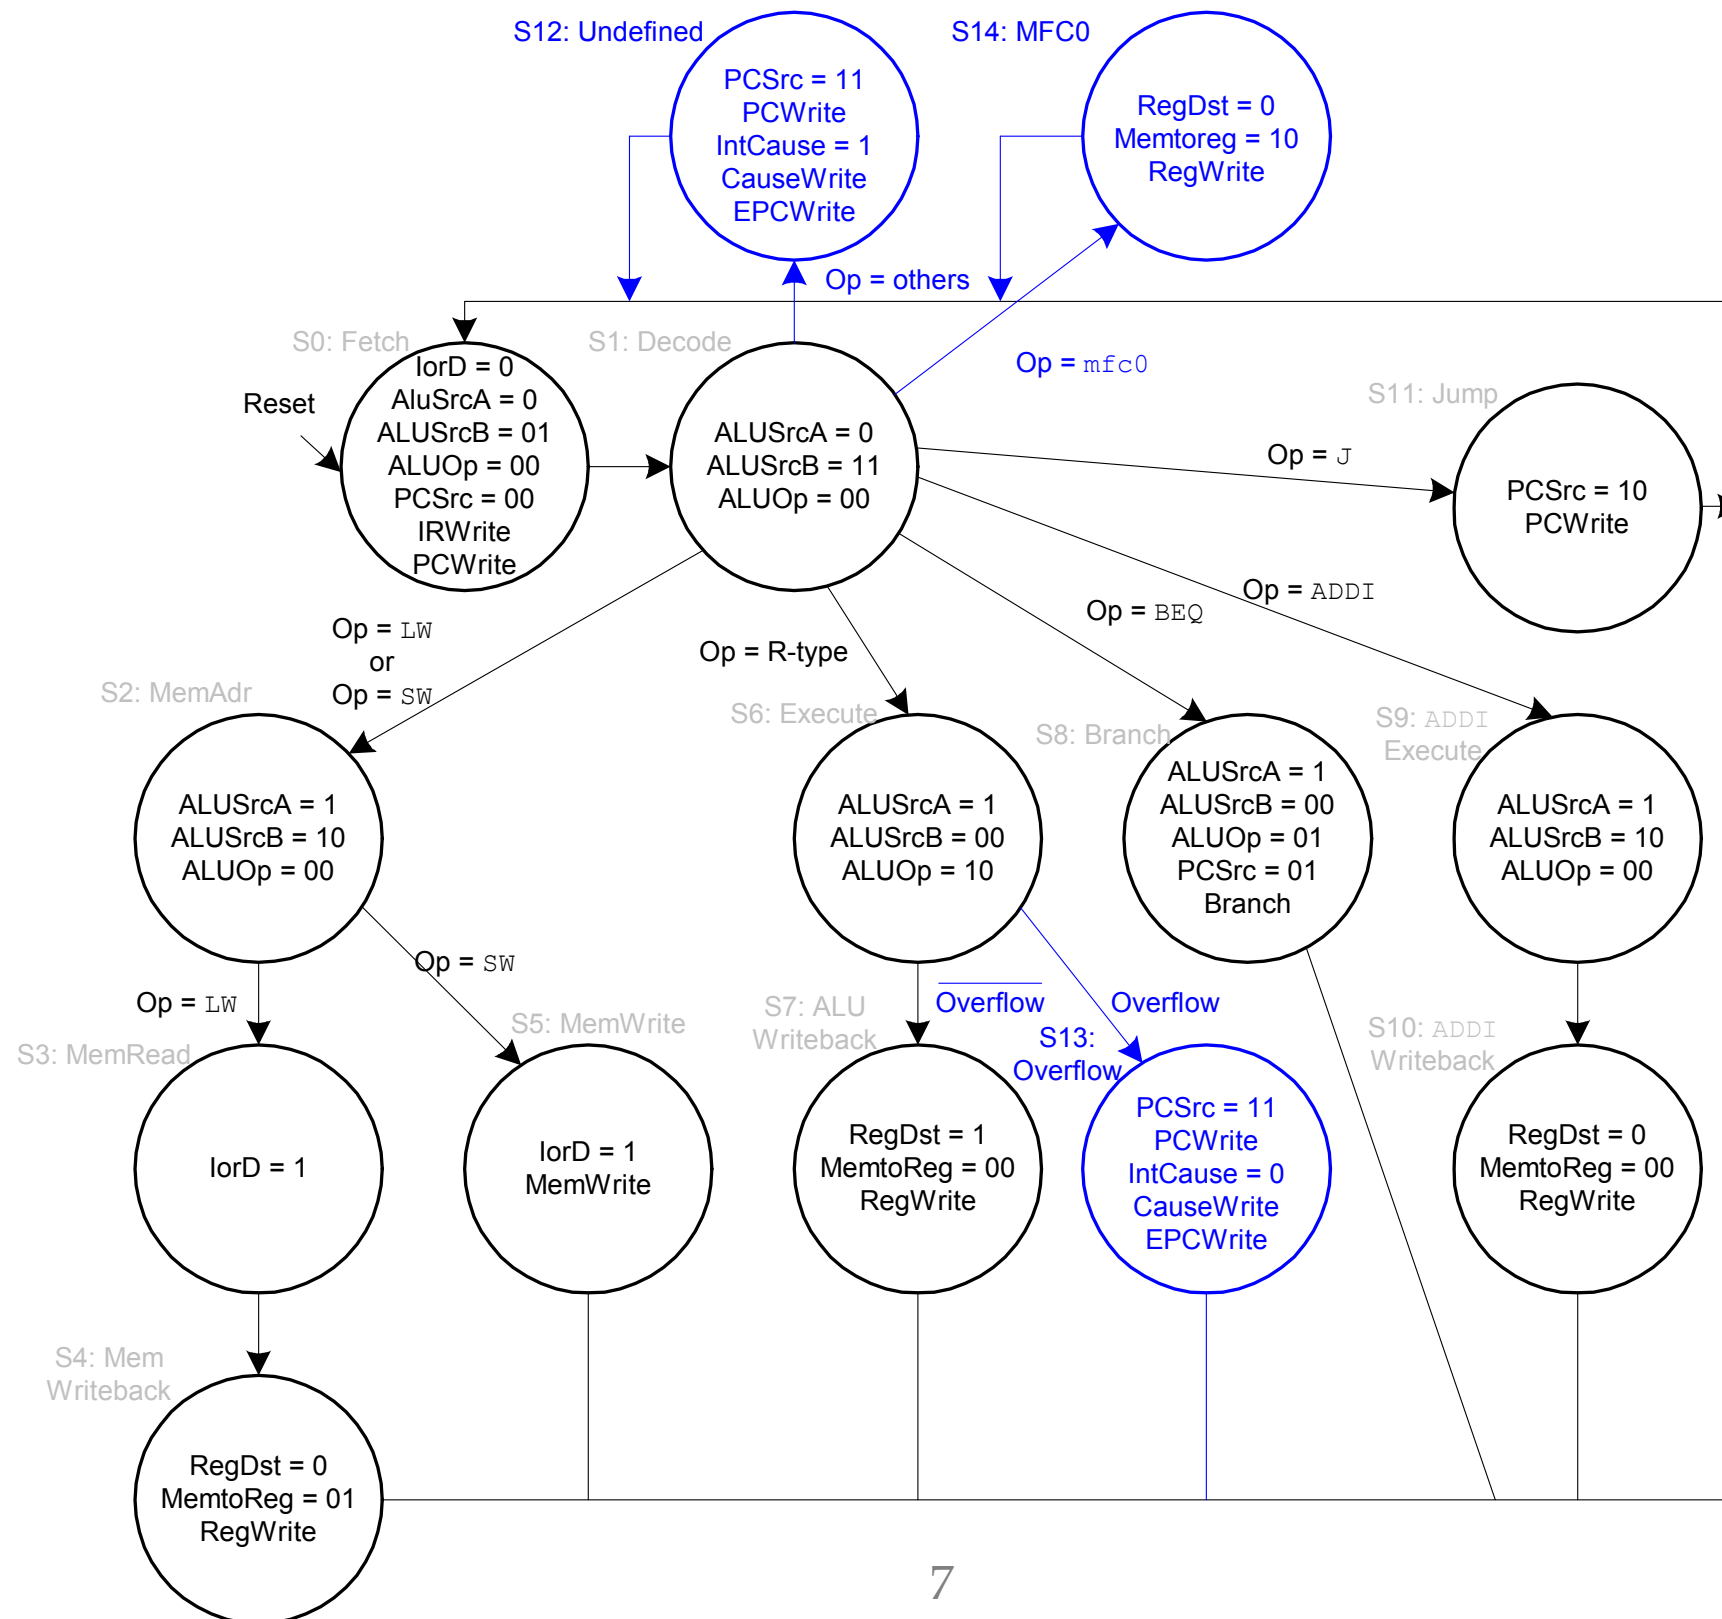 S12: Undefined
S14: MFC0
PCSrc = 11
PCWrite
IntCause = 1
CauseWrite
EPCWrite
RegDst = 0
Memtoreg = 10
RegWrite
Op = others
Op = mfc0
S0: Fetch
S1: Decode
S11: Jump
Reset
IorD = 0
AluSrcA = 0
ALUSrcB = 01
ALUOp = 00
PCSrc = 00
IRWrite
PCWrite
ALUSrcA = 0
ALUSrcB = 11
ALUOp = 00
Op = J
PCSrc = 10
PCWrite
Op = LW
or
Op = SW
Op = R-type
Op = BEQ
Op = ADDI
S2: MemAdr
S6: Execute
S8: Branch
S9: ADDI
Execute
ALUSrcA = 1
ALUSrcB = 10
ALUOp = 00
ALUSrcA = 1
ALUSrcB = 00
ALUOp = 10
ALUSrcA = 1
ALUSrcB = 00
ALUOp = 01
PCSrc = 01
Branch
ALUSrcA = 1
ALUSrcB = 10
ALUOp = 00
Op = LW
Op = SW
Overflow
Overflow
S3: MemRead
S5: MemWrite
S7: ALU
Writeback
S13:
Overflow
S10: ADDI
Writeback
IorD = 1
IorD = 1
MemWrite
RegDst = 1
MemtoReg = 00
RegWrite
PCSrc = 11
PCWrite
IntCause = 0
CauseWrite
EPCWrite
RegDst = 0
MemtoReg = 00
RegWrite
S4: Mem
Writeback
RegDst = 0
MemtoReg = 01
RegWrite
7